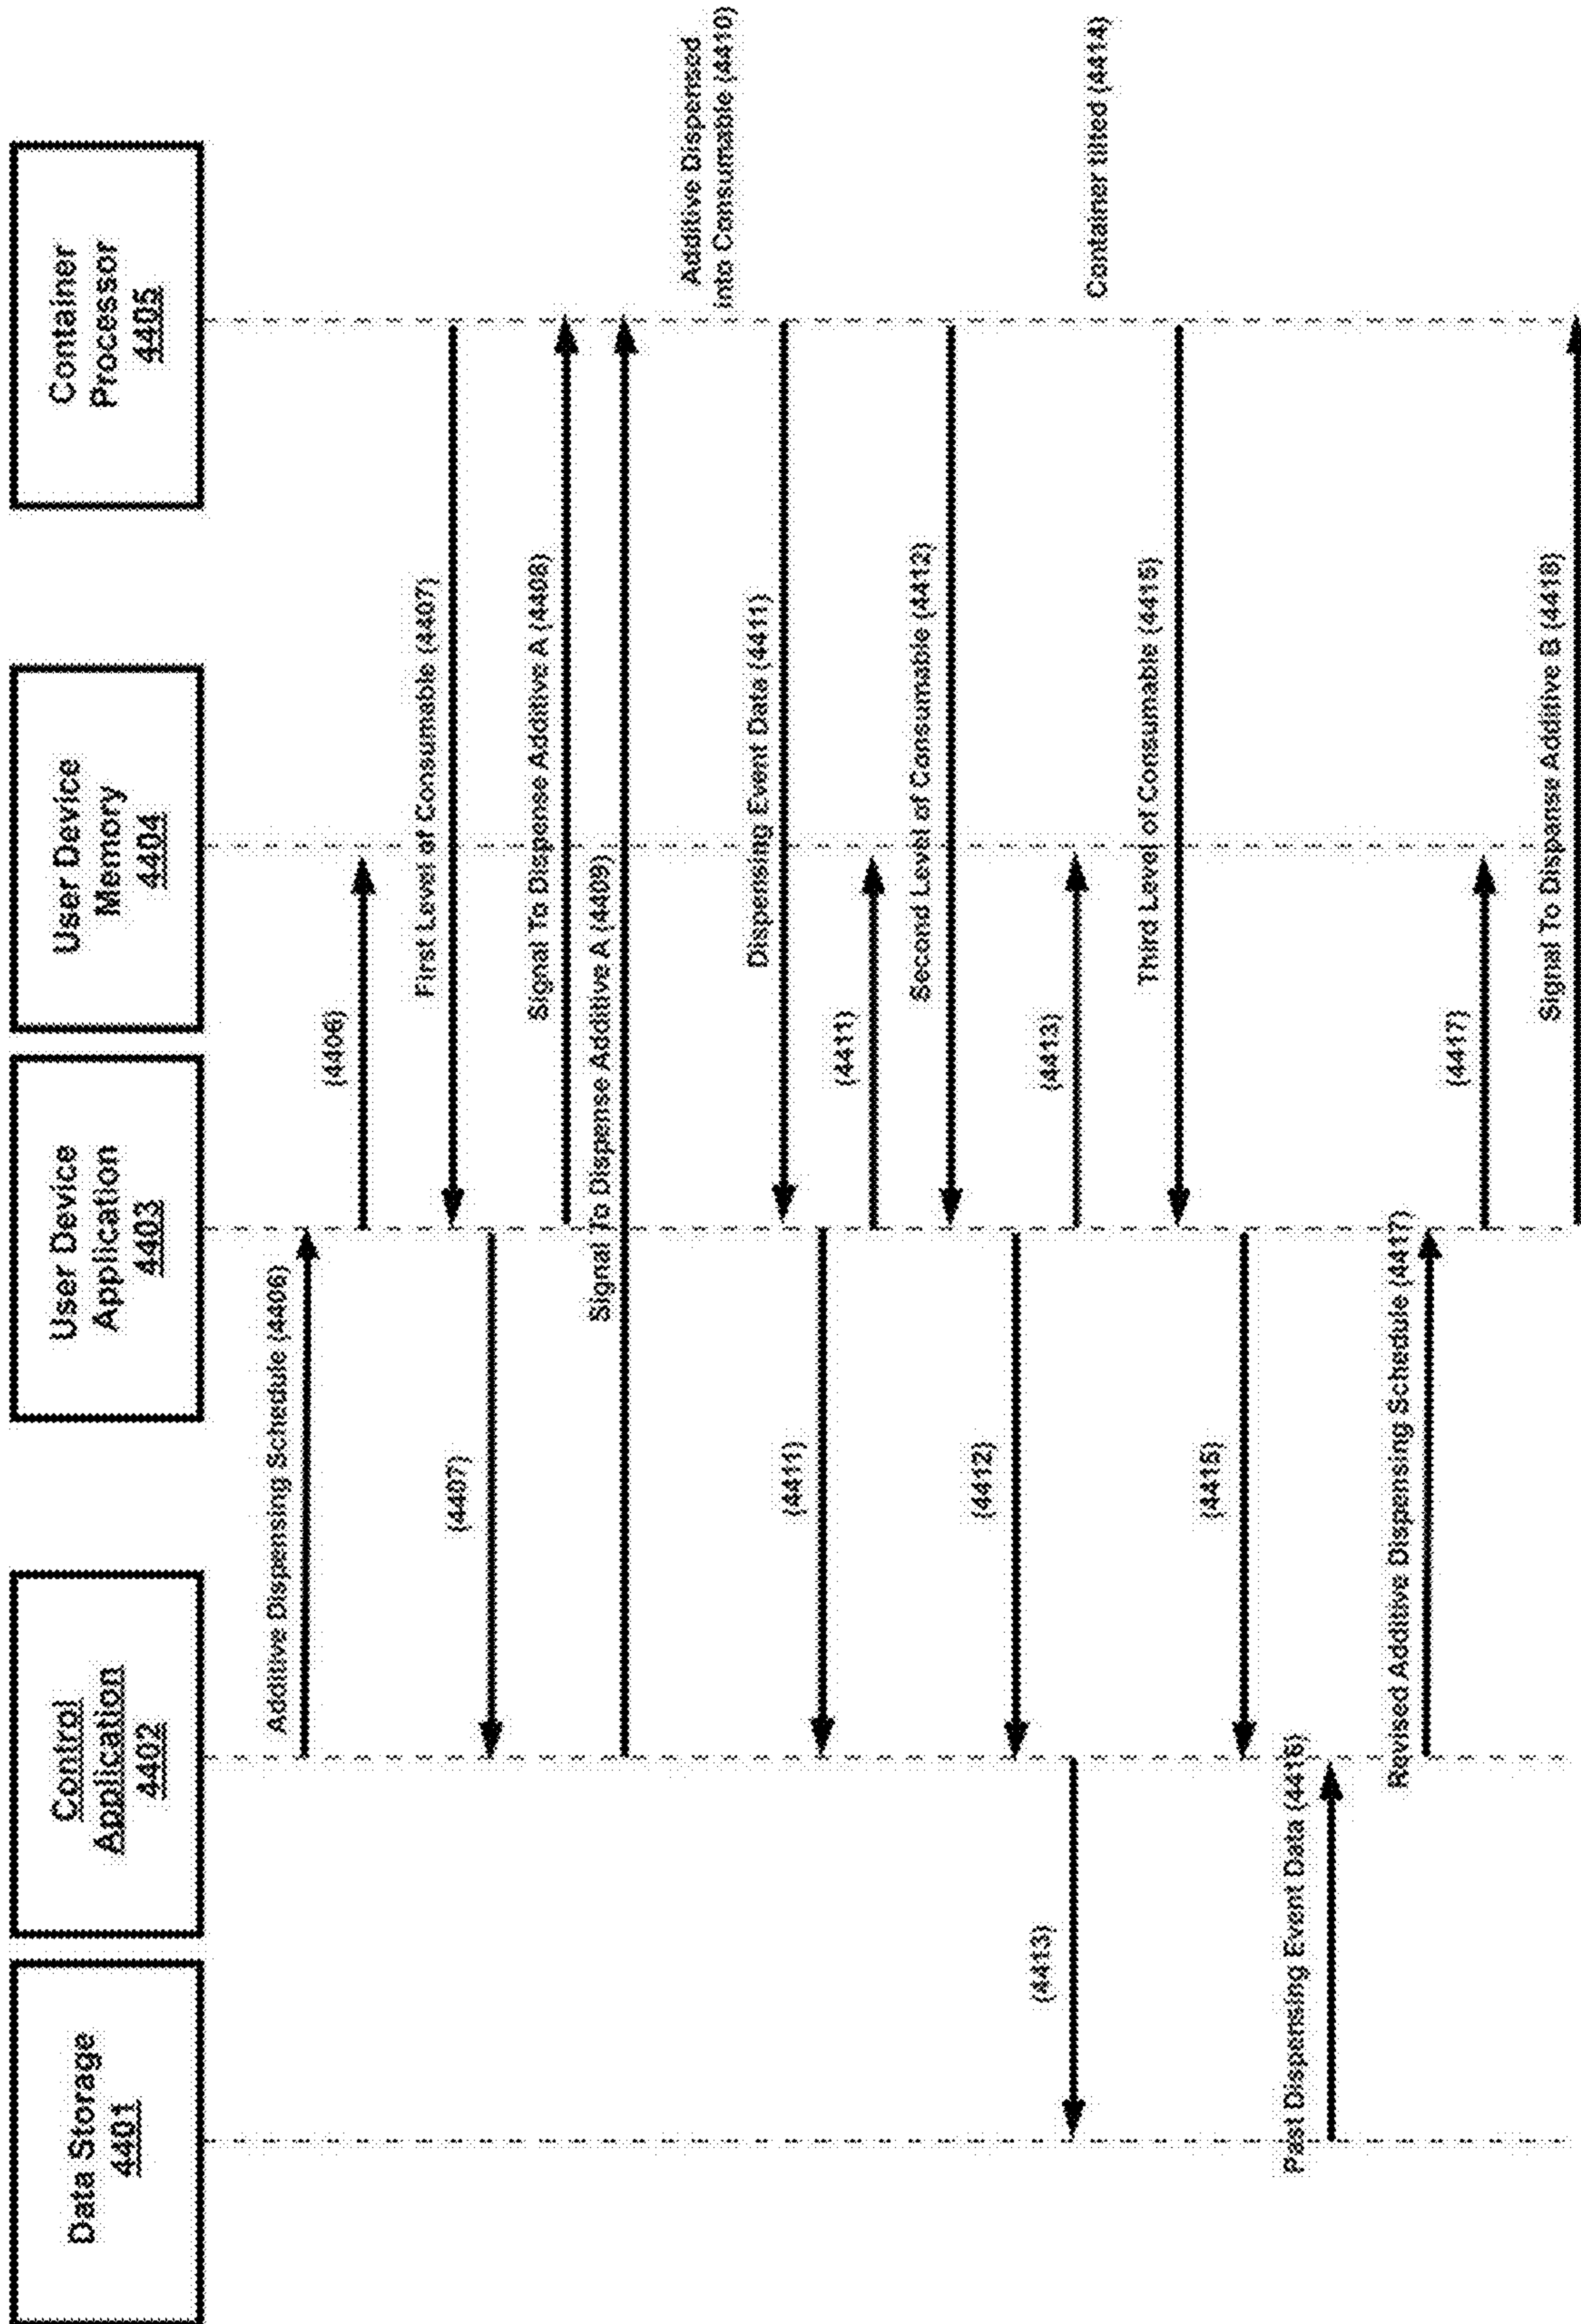 Data Storage
4401
Control
Application
4402
User Device
Application
4403
User Device
Memory
4404
Container
Processor
4405
Additive Dispensing Schedule (4406)
(4406)
First Level of Consumable (4407)
(4407)
Signal To Dispense Additive A (4408)
Signal To Dispense Additive A (4409)
Additive Dispensed
into Consumable (4410)
Dispensing Event Data (4411)
(4411)
(4411)
Second Level of Consumable (4412)
(4412)
(4413)
(4413)
Container tilted (4414)
Third Level of Consumable (4415)
(4415)
Past Dispensing Event Data (4416)
Revised Additive Dispensing Schedule (4417)
(4417)
Signal To Dispense Additive B (4418)